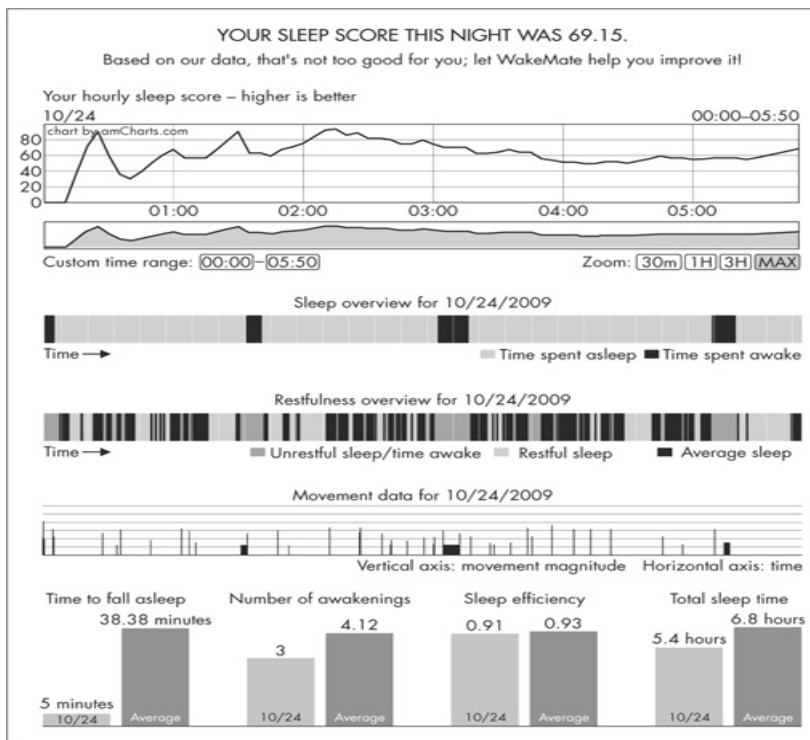 YOUR SLEEP SCORE THIS NIGHT WAS 69.15.
Based on our data, that's not too good for you; let WakeMate help you improve it!
Your hourly sleep score – higher is better
10/24 00:00–05:50
chart by amCharts.com
80
60
40
20
0
01:00 02:00 03:00 04:00 05:00
Custom time range: 00:00–05:50 Zoom: 30m 1H 3H MAX
Sleep overview for 10/24/2009
Time Time spent asleep Time spent awake
Restfulness overview for 10/24/2009
Time Unrestful sleep/time awake Restful sleep Average sleep
Movement data for 10/24/2009
Vertical axis: movement magnitude Horizontal axis: time
Time to fall asleep Number of awakenings Sleep efficiency Total sleep time
38.38 minutes 4.12 0.91 0.93 6.8 hours
3 5.4 hours
5 minutes
10/24 Average 10/24 Average 10/24 Average 10/24 Average